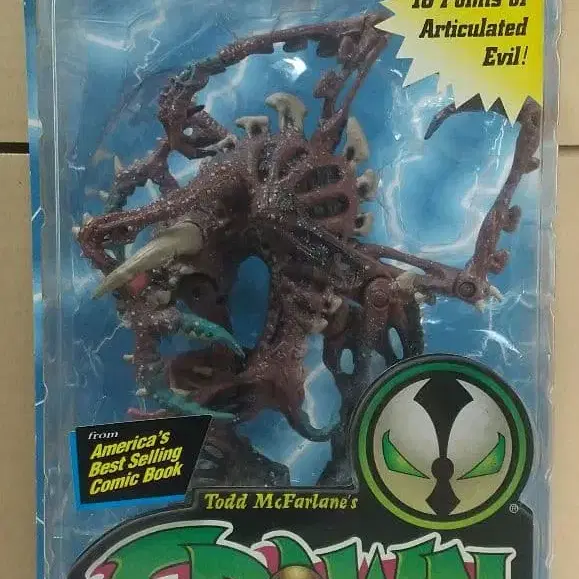 Articulated
Evil!
from
America's
Best Selling
Comic Book
Todd McFarlane's
®